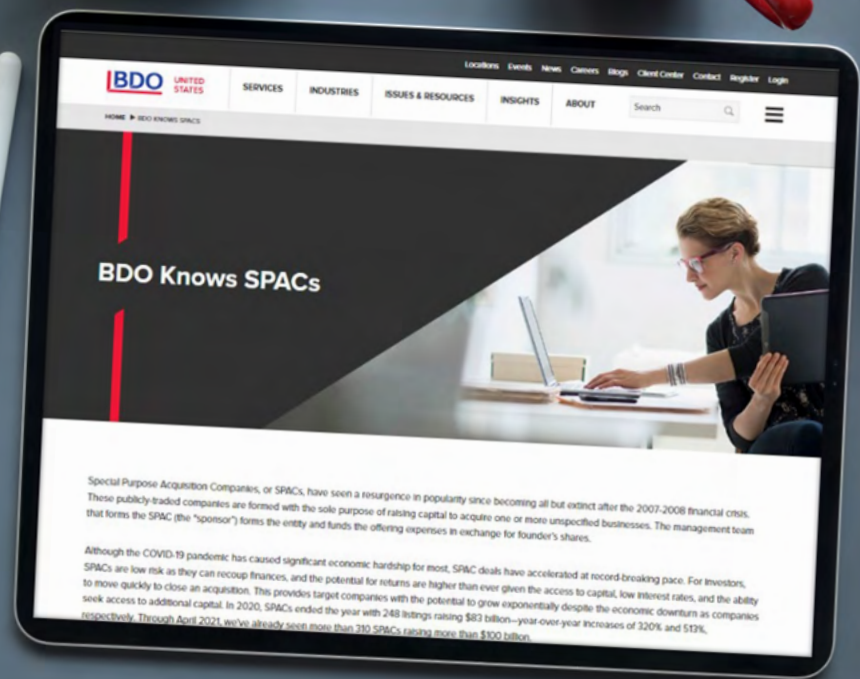 Locations Events News Careers Blogs Client Center Contact Register Login
BDO UNITED STATES
SERVICES INDUSTRIES ISSUES & RESOURCES INSIGHTS ABOUT Search
HOME ▶ BDO KNOWS SPACS
BDO Knows SPACs
Special Purpose Acquisition Companies, or SPACs, have seen a resurgence in popularity since becoming all but extinct after the 2007-2008 financial crisis.
These publicly-traded companies are formed with the sole purpose of raising capital to acquire one or more unspecified businesses. The management team
that forms the SPAC (the "sponsor") forms the entity and funds the offering expenses in exchange for founder's shares.
Although the COVID-19 pandemic has caused significant economic hardship for most, SPAC deals have accelerated at record-breaking pace. For investors,
SPACs are low risk as they can recoup finances, and the potential for returns are higher than ever given the access to capital, low interest rates, and the ability
to move quickly to close an acquisition. This provides target companies with the potential to grow exponentially despite the economic downturn as companies
seek access to additional capital. In 2020, SPACs ended the year with 248 listings raising $83 billion—year-over-year increases of 320% and 513%,
respectively. Through April 2021, we've already seen more than 310 SPACs raising more than $100 billion.